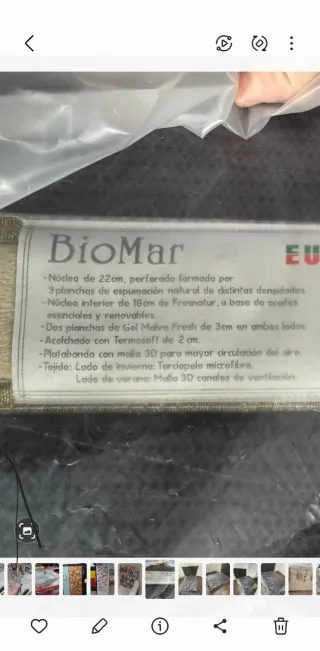 BioMar
EU
-Núcleo de 22cm, perforado formado por
3 planchas de espumación natural de distintas densidades.
-Núcleo interior de 16cm de Fresnatur, a base de aceites
esenciales y renovables.
-Dos planchas de Gel Malva Fresh de 3cm en ambos lados.
-Acolchado con Termosoft de 2 cm.
-Platabanda con malla 3D para mayor circulación del aire.
-Tejido: Lado de invierno: Terciopelo microfibra.
Lado de verano: Malla 3D canales de ventilación.